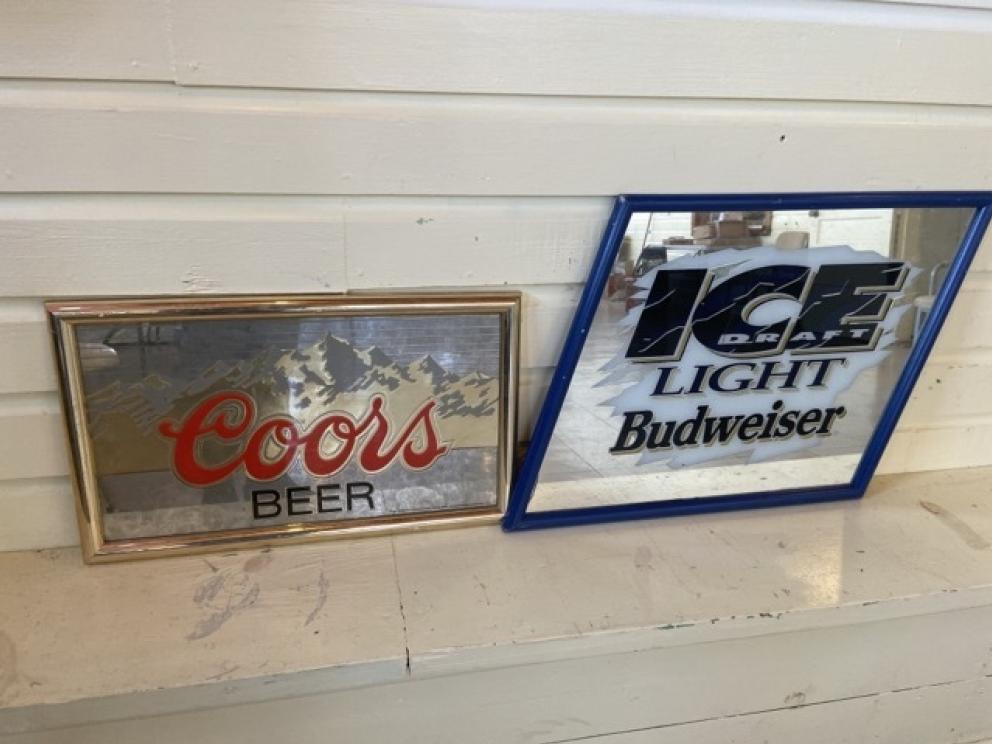 Coors
BEER
ICE
DRAFT
LIGHT
Budweiser